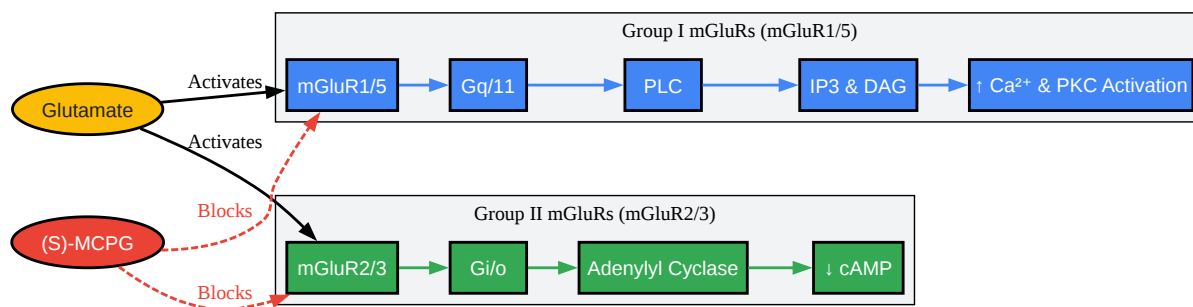 Group I mGluRs (mGluR1/5)
Activates
mGluR1/5
Gq/11
PLC
IP3 & DAG
↑ Ca²⁺ & PKC Activation
Glutamate
Activates
Blocks
Group II mGluRs (mGluR2/3)
(S)-MCPG
mGluR2/3
Gi/o
Adenylyl Cyclase
↓ cAMP
Blocks